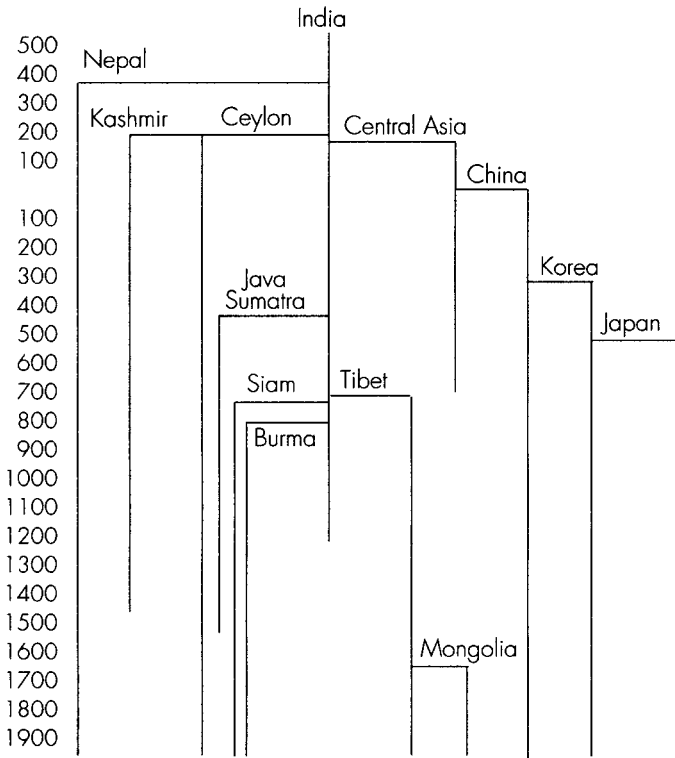 India
500
Nepal
400
300
Kashmir
Ceylon
Central Asia
200
100
China
100
200
Korea
300
Java
Sumatra
400
Japan
500
600
Siam
Tibet
700
800
Burma
900
1000
1100
1200
1300
1400
1500
1600
Mongolia
1700
1800
1900